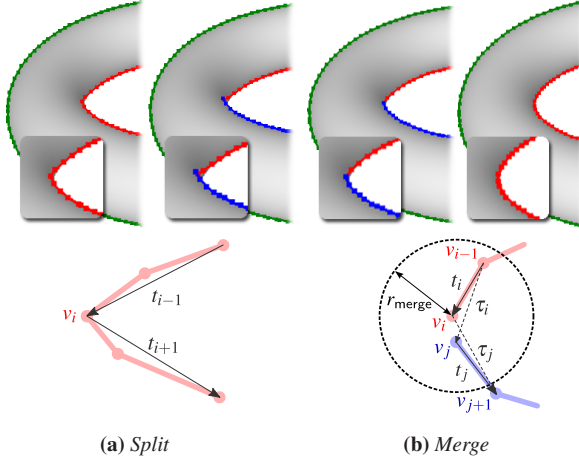 t_{i−1}
v_i
t_{i+1}
v_{i−1}
t_i
τ_i
r_merge
v_i
v_j
τ_j
t_j
v_{j+1}
(a) Split
(b) Merge